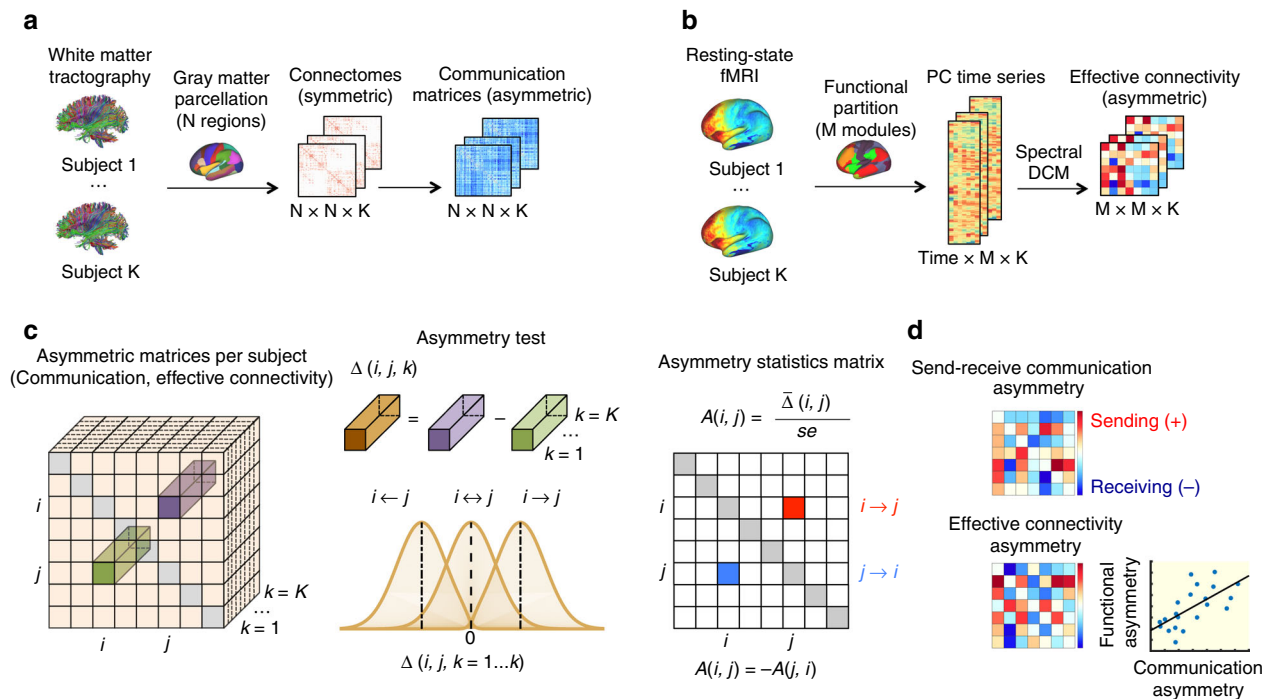 a
White matter
tractography
Subject 1
...
Subject K
Gray matter
parcellation
(N regions)
Connectomes
(symmetric)
N × N × K
Communication
matrices (asymmetric)
N × N × K
b
Resting-state
fMRI
Subject 1
...
Subject K
Functional
partition
(M modules)
PC time series
Time × M × K
Spectral
DCM
Effective connectivity
(asymmetric)
M × M × K
c
Asymmetric matrices per subject
(Communication, effective connectivity)
i
j
i
j
k = K
...
k = 1
Asymmetry test
Δ (i, j, k)
=
−
k = K
...
k = 1
i ← j
i ↔ j
i → j
0
Δ (i, j, k = 1...k)
Asymmetry statistics matrix
A(i, j) = Δ̅ (i, j)
se
i
j
i → j
j → i
i
j
A(i, j) = −A(j, i)
d
Send-receive communication
asymmetry
Sending (+)
Receiving (–)
Effective connectivity
asymmetry
Functional
asymmetry
Communication
asymmetry